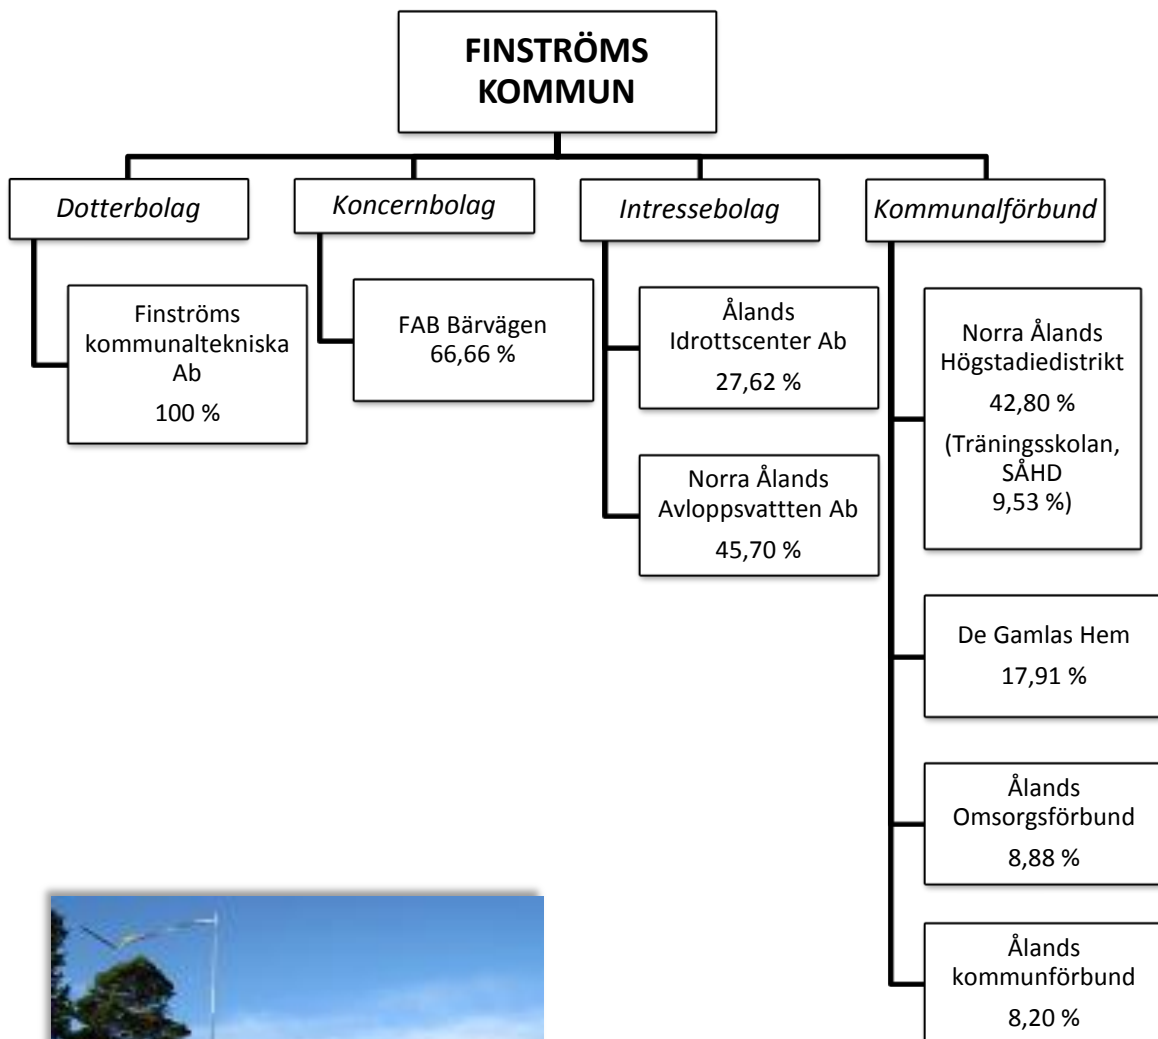 FINSTRÖMS
KOMMUN
Dotterbolag
Koncernbolag
Intressebolag
Kommunalförbund
Finströms
kommunaltekniska
Ab
100 %
FAB Bärvägen
66,66 %
Ålands
Idrottscenter Ab
27,62 %
Norra Ålands
Avloppsvattten Ab
45,70 %
Norra Ålands
Högstadiedistrikt
42,80 %
(Träningsskolan,
SÅHD
9,53 %)
De Gamlas Hem
17,91 %
Ålands
Omsorgsförbund
8,88 %
Ålands
kommunförbund
8,20 %